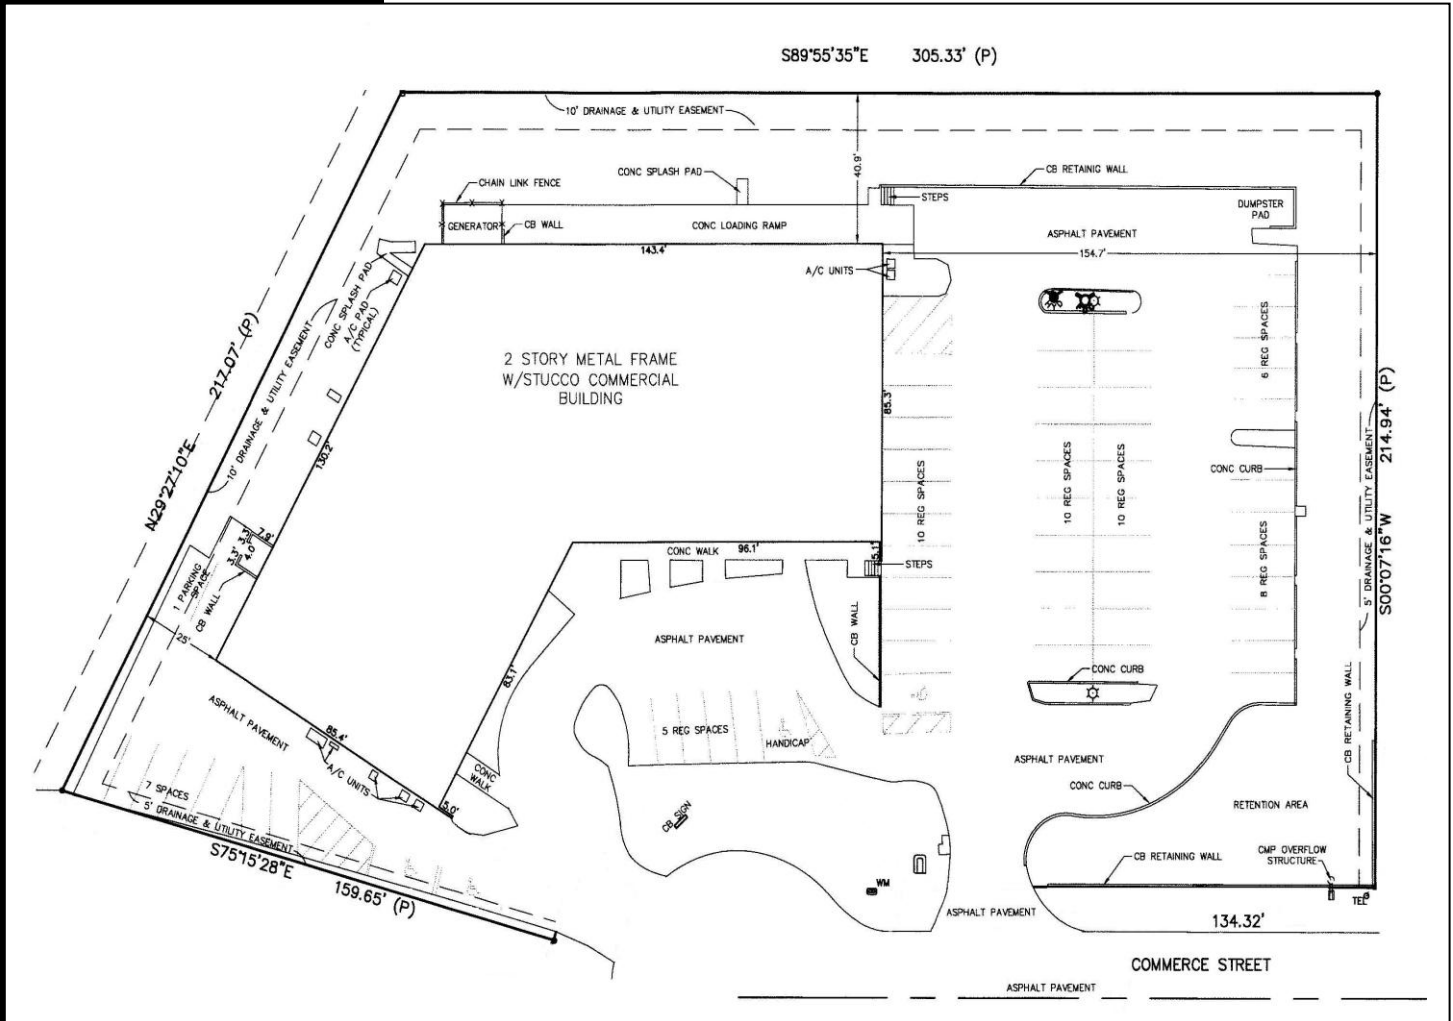 S89°55'35"E 305.33' (P)
10' DRAINAGE & UTILITY EASEMENT
40.9'
CONC SPLASH PAD
CB RETAINIG WALL
CHAIN LINK FENCE
STEPS
DUMPSTER
PAD
GENERATOR
CB WALL
CONC LOADING RAMP
ASPHALT PAVEMENT
143.4'
154.7'
A/C UNITS
CONC SPLASH PAD
A/C PAD
(TYPICAL)
217.07' (P)
N29°27'10"E
10' DRAINAGE & UTILITY EASEMENT
130.2'
2 STORY METAL FRAME
W/STUCCO COMMERCIAL
BUILDING
85.3'
6 REG SPACES
10 REG SPACES
10 REG SPACES
10 REG SPACES
CONC CURB
8 REG SPACES
S00°07'16"W 214.94' (P)
5' DRAINAGE & UTILITY EASEMENT
7.9'
3.3'
4.0'
3.3'
1 PARKING
SPACE
CB WALL
25'
CONC WALK
96.1'
5.1'
STEPS
CB WALL
ASPHALT PAVEMENT
83.1'
CONC CURB
ASPHALT PAVEMENT
85.4'
5 REG SPACES
HANDICAP
ASPHALT PAVEMENT
CB RETAINING WALL
A/C UNITS
CONC
WALK
5.0'
7 SPACES
5' DRAINAGE & UTILITY EASEMENT
CONC CURB
RETENTION AREA
CB SIGN
S75°15'28"E
159.65' (P)
CB RETAINING WALL
CMP OVERFLOW
STRUCTURE
WM
TEL
ASPHALT PAVEMENT
134.32'
COMMERCE STREET
ASPHALT PAVEMENT